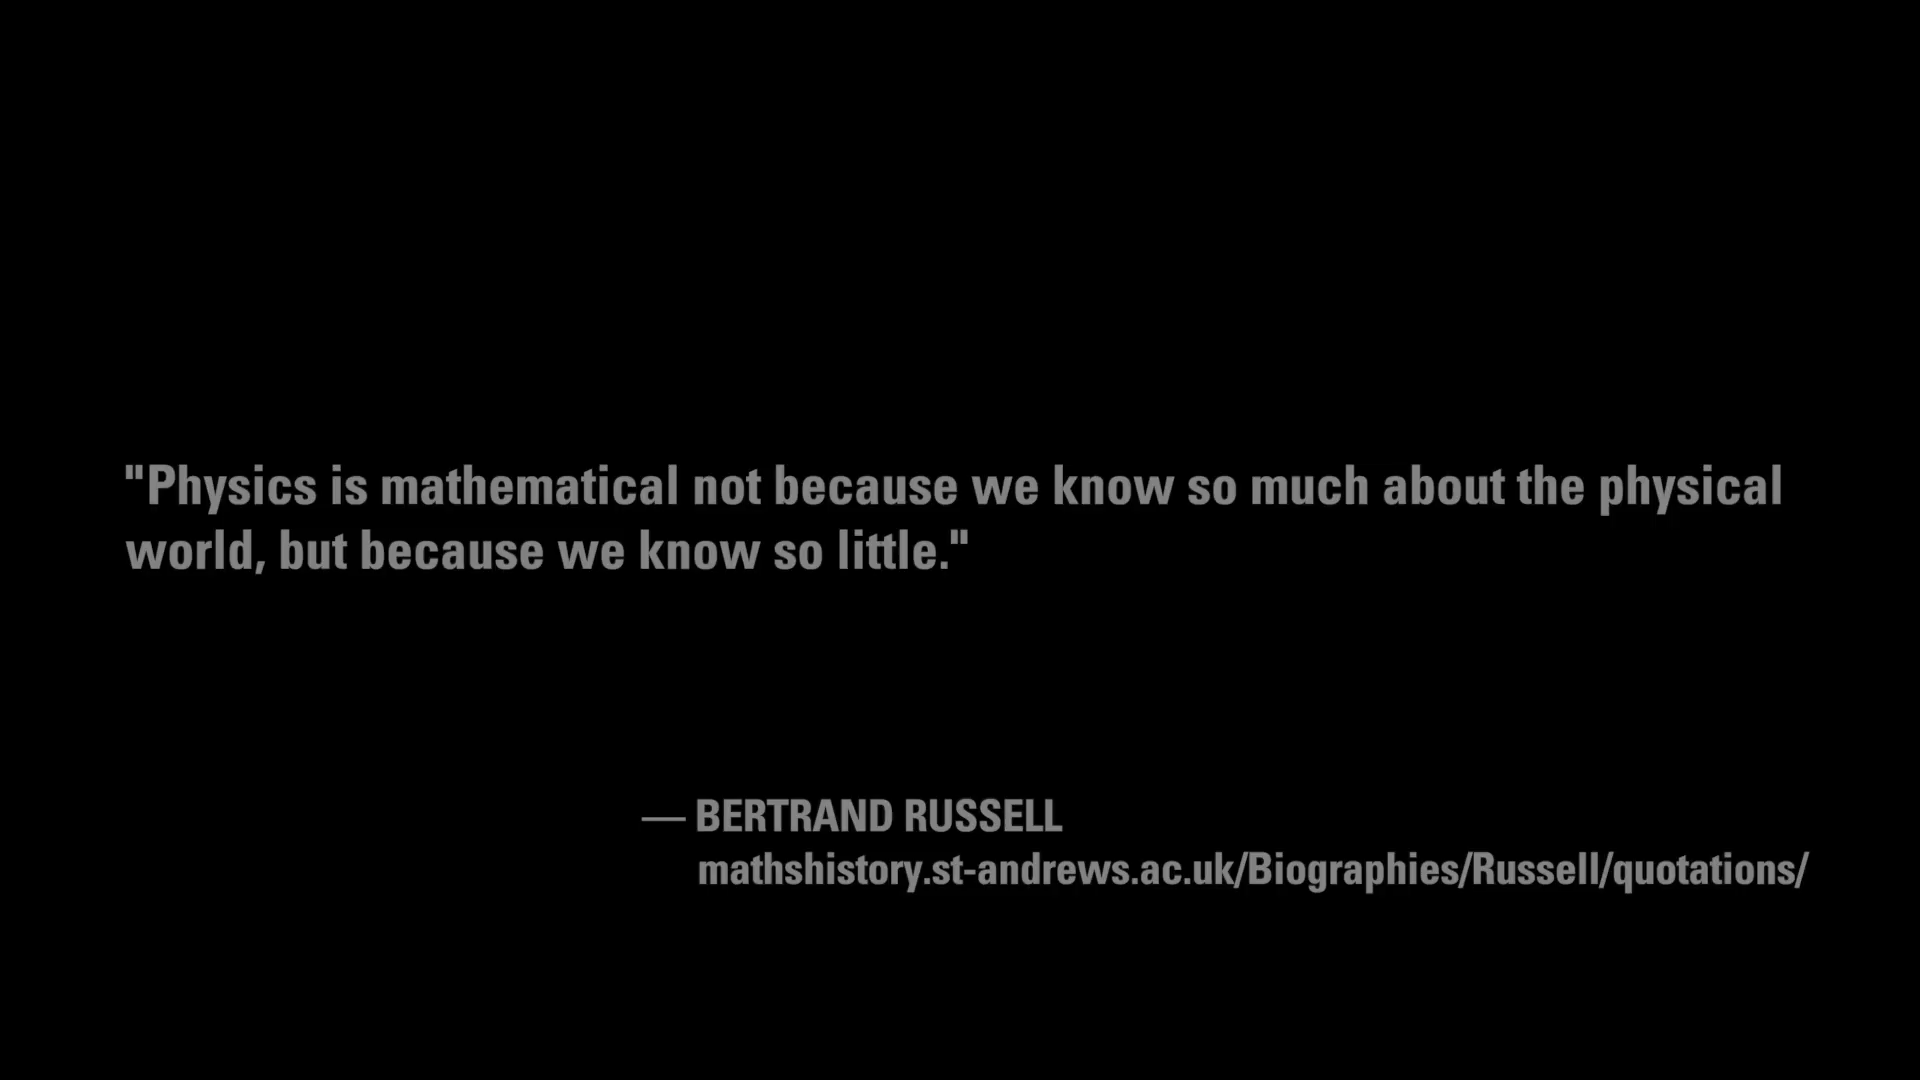 "Physics is mathematical not because we know so much about the physical
world, but because we know so little."
— BERTRAND RUSSELL
mathshistory.st-andrews.ac.uk/Biographies/Russell/quotations/